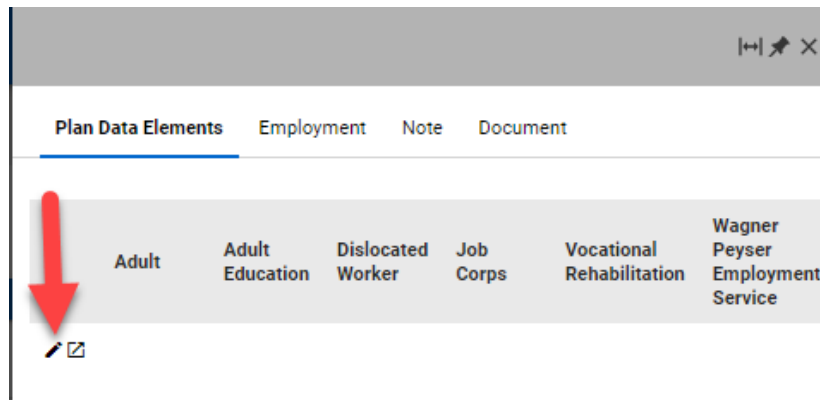 Plan Data Elements Employment Note Document
Adult Adult Education Dislocated Worker Job Corps Vocational Rehabilitation Wagner Peyser Employment Service